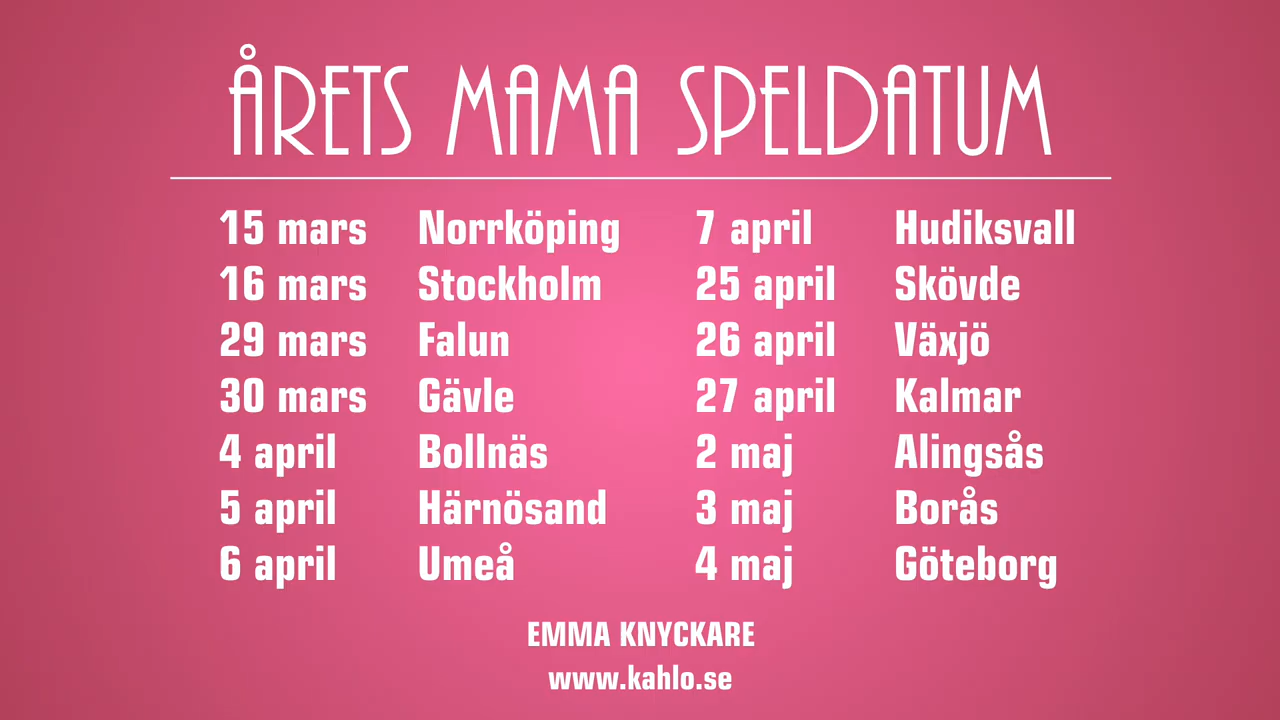 ÅRETS MAMA SPELDATUM
15 mars Norrköping
16 mars Stockholm
29 mars Falun
30 mars Gävle
4 april Bollnäs
5 april Härnösand
6 april Umeå
7 april Hudiksvall
25 april Skövde
26 april Växjö
27 april Kalmar
2 maj Alingsås
3 maj Borås
4 maj Göteborg
EMMA KNYCKARE
www.kahlo.se